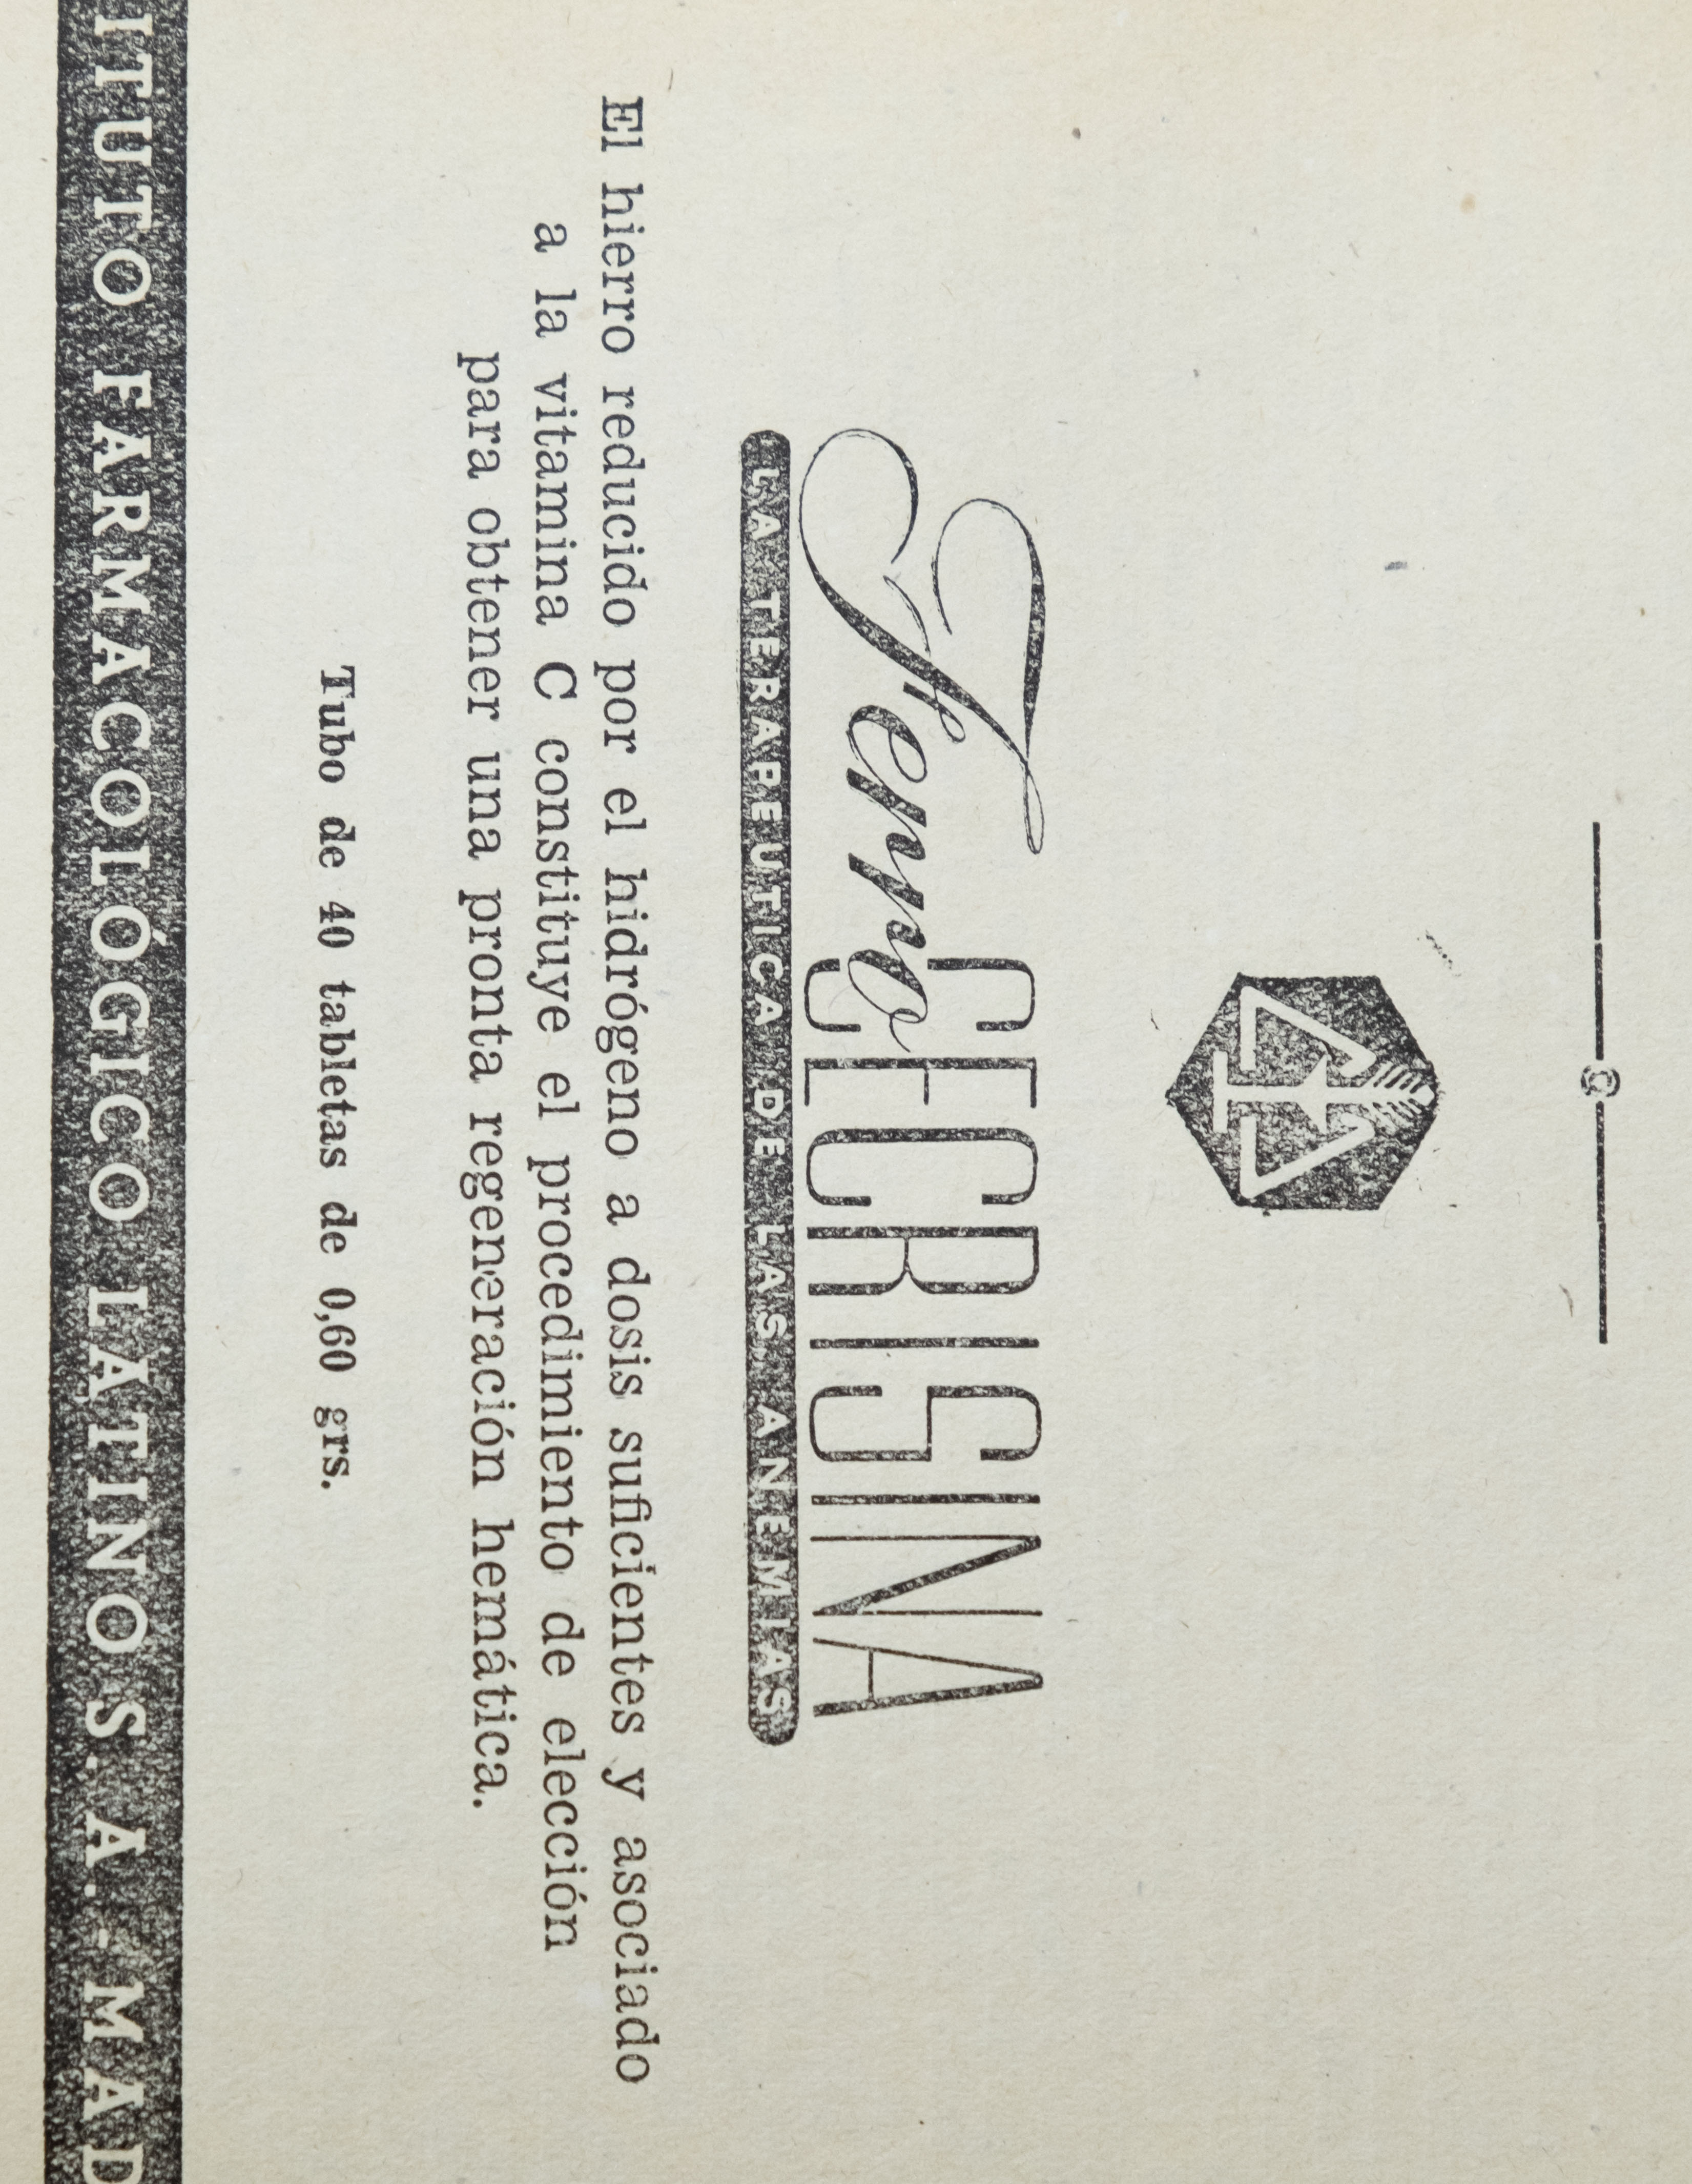 Ferro CECRISINA
LA TERAPEUTICA DE LAS ANEMIAS
El hierro reducido por el hidrógeno a dosis suficientes y asociado
a la vitamina C constituye el procedimiento de elección
para obtener una pronta regeneración hemática.
Tubo de 40 tabletas de 0,60 grs.
ITUTO FARMACOLÓGICO LATINO S. A. - MAD